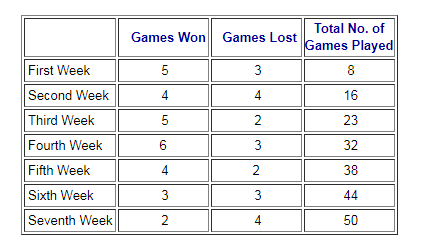 Games Won Games Lost Total No. of
Games Played
First Week 5 3 8
Second Week 4 4 16
Third Week 5 2 23
Fourth Week 6 3 32
Fifth Week 4 2 38
Sixth Week 3 3 44
Seventh Week 2 4 50